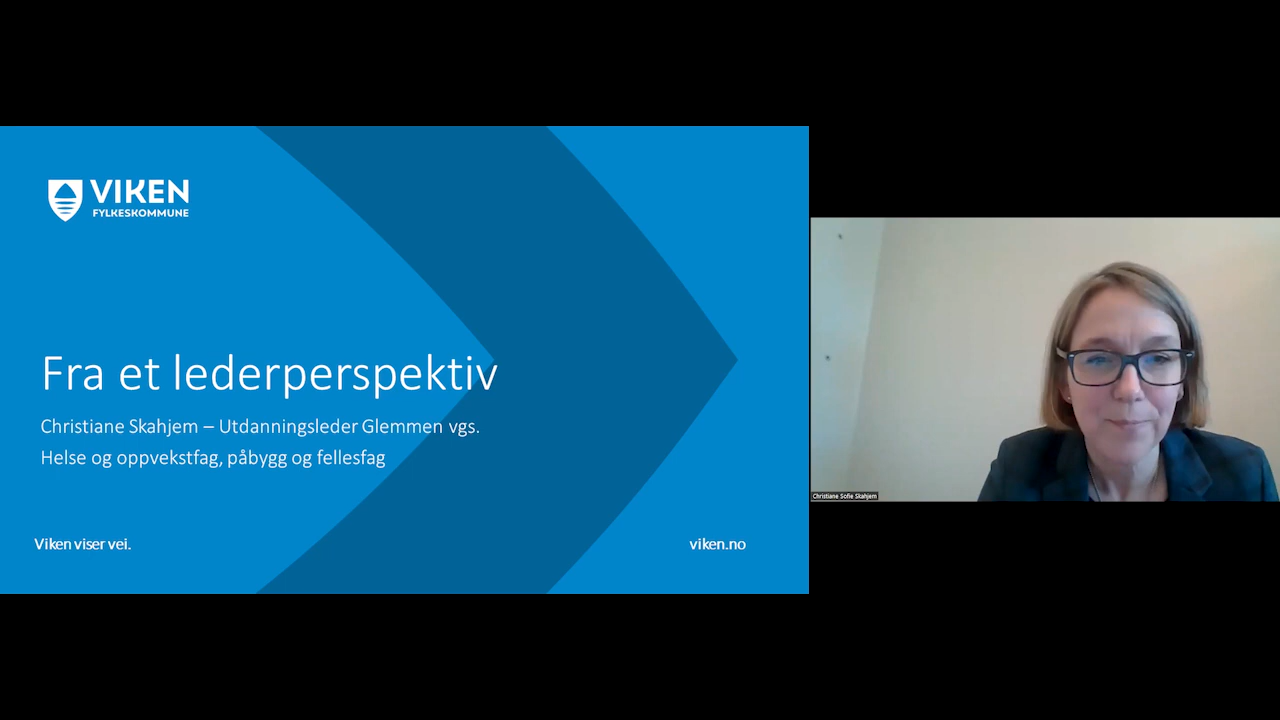 VIKEN
FYLKESKOMMUNE
Fra et lederperspektiv
Christiane Skahjem – Utdanningsleder Glemmen vgs.
Helse og oppvekstfag, påbygg og fellesfag
Viken viser vei.
viken.no
Christiane Sofie Skahjem